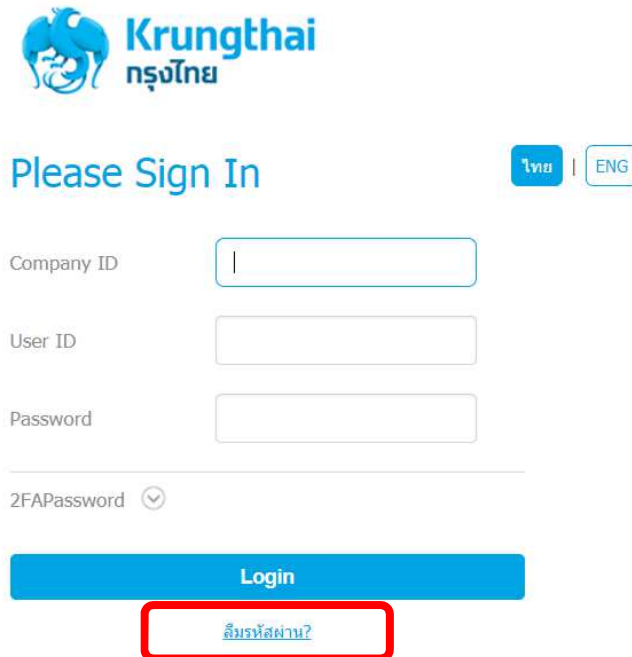 Krungthai
กรุงไทย
Please Sign In
ไทย | ENG
Company ID
User ID
Password
2FAPassword
Login
ลืมรหัสผ่าน?